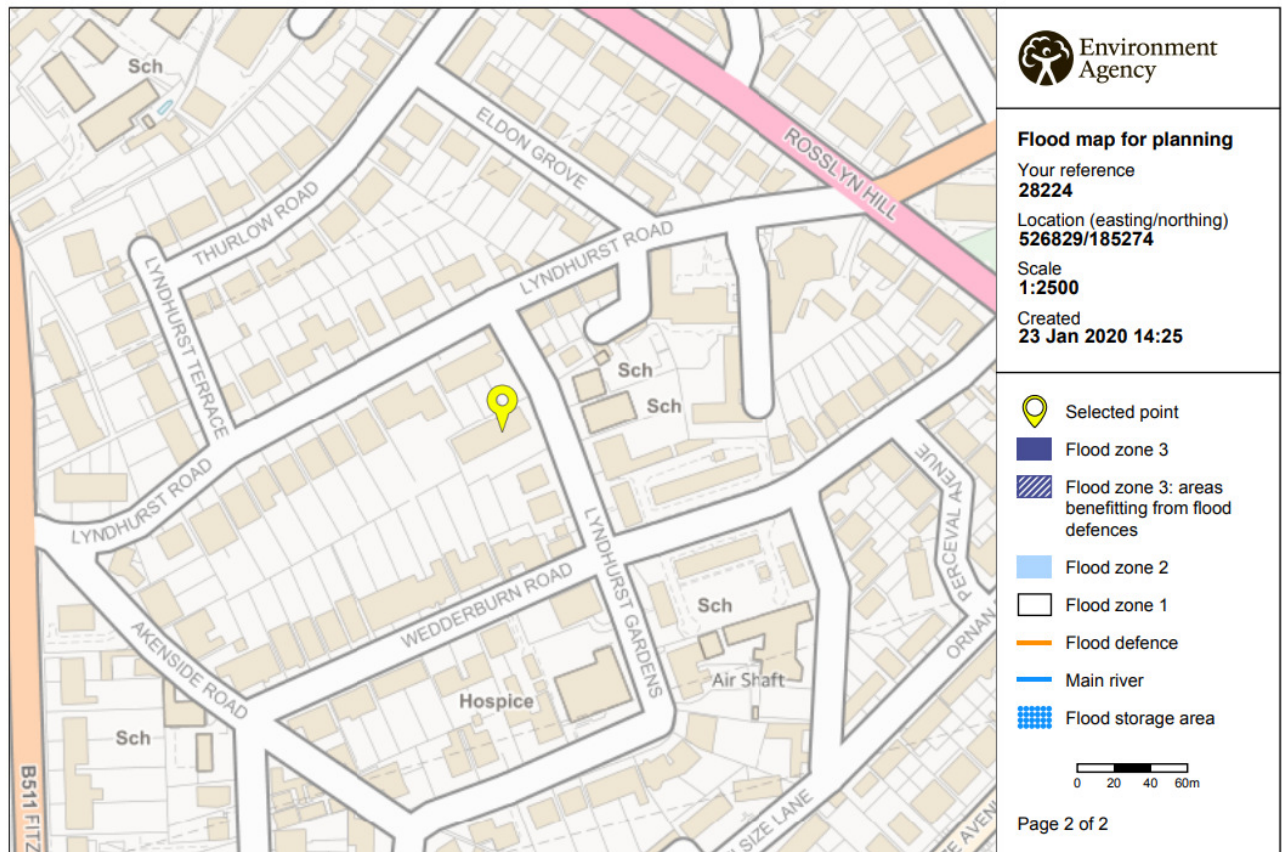 Sch
ELDON GROVE
ROSSLYN HILL
THURLOW ROAD
LYNDHURST ROAD
LYNDHURST TERRACE
Sch
Sch
LYNDHURST ROAD
PERCEVAL AVENUE
LYNDHURST GARDENS
WEDDERBURN ROAD
Sch
ORNAN
AKENSIDE ROAD
Air Shaft
Hospice
Sch
B511 FITZ
LSIZE LANE
ZE AVEN
Environment
Agency
Flood map for planning
Your reference
28224
Location (easting/northing)
526829/185274
Scale
1:2500
Created
23 Jan 2020 14:25
Selected point
Flood zone 3
Flood zone 3: areas
benefitting from flood
defences
Flood zone 2
Flood zone 1
Flood defence
Main river
Flood storage area
0 20 40 60m
Page 2 of 2